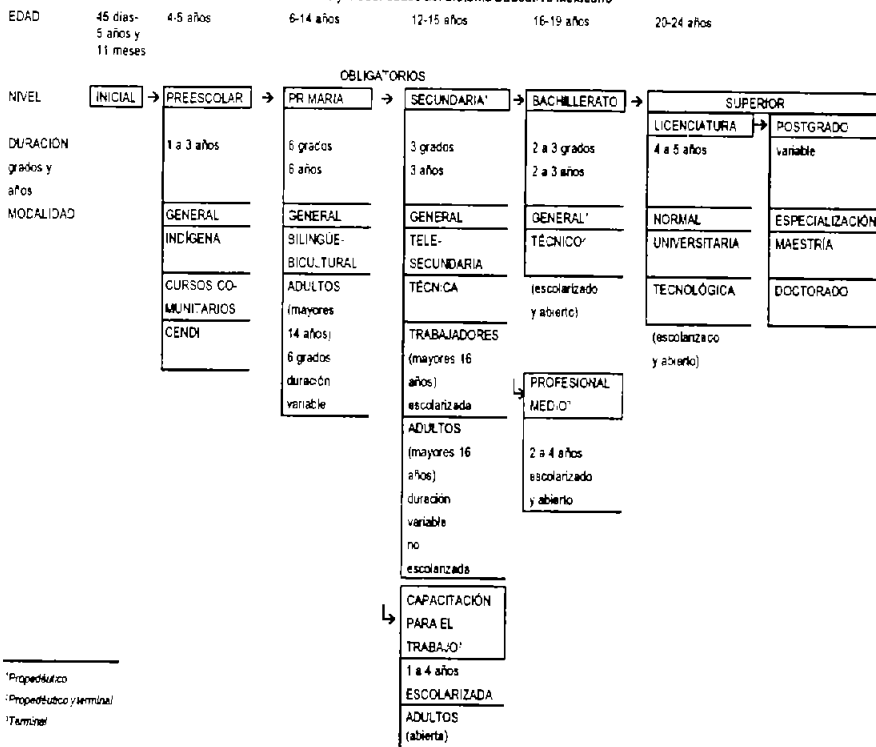 EDAD 45 días- 4-5 años 6-14 años 12-15 años 16-19 años 20-24 años
5 años y
11 meses
OBLIGATORIOS
NIVEL INICIAL → PREESCOLAR → PRIMARIA → SECUNDARIA¹ → BACHILLERATO → SUPERIOR
LICENCIATURA → POSTGRADO
DURACIÓN 1 a 3 años 6 grados 3 grados 2 a 3 grados 4 a 5 años variable
grados y 6 años 3 años 2 a 3 años
años
MODALIDAD GENERAL GENERAL GENERAL GENERAL¹ NORMAL ESPECIALIZACIÓN
INDÍGENA BILINGÜE- TELE- TÉCNICO² UNIVERSITARIA MAESTRÍA
BICULTURAL SECUNDARIA
CURSOS CO- ADULTOS TÉCNICA (escolarizado TECNOLÓGICA DOCTORADO
MUNITARIOS (mayores y abierto)
CENDI 14 años) TRABAJADORES (escolarizado
6 grados (mayores 16 y abierto)
duración años) PROFESIONAL
variable escolarizada MEDIO³
ADULTOS
(mayores 16 2 a 4 años
años) escolarizado
duración y abierto
variable
no
escolarizada
CAPACITACIÓN
PARA EL
TRABAJO³
1 a 4 años
ESCOLARIZADA
ADULTOS
(abierta)
¹Propedéutico
²Propedéutico y terminal
³Terminal